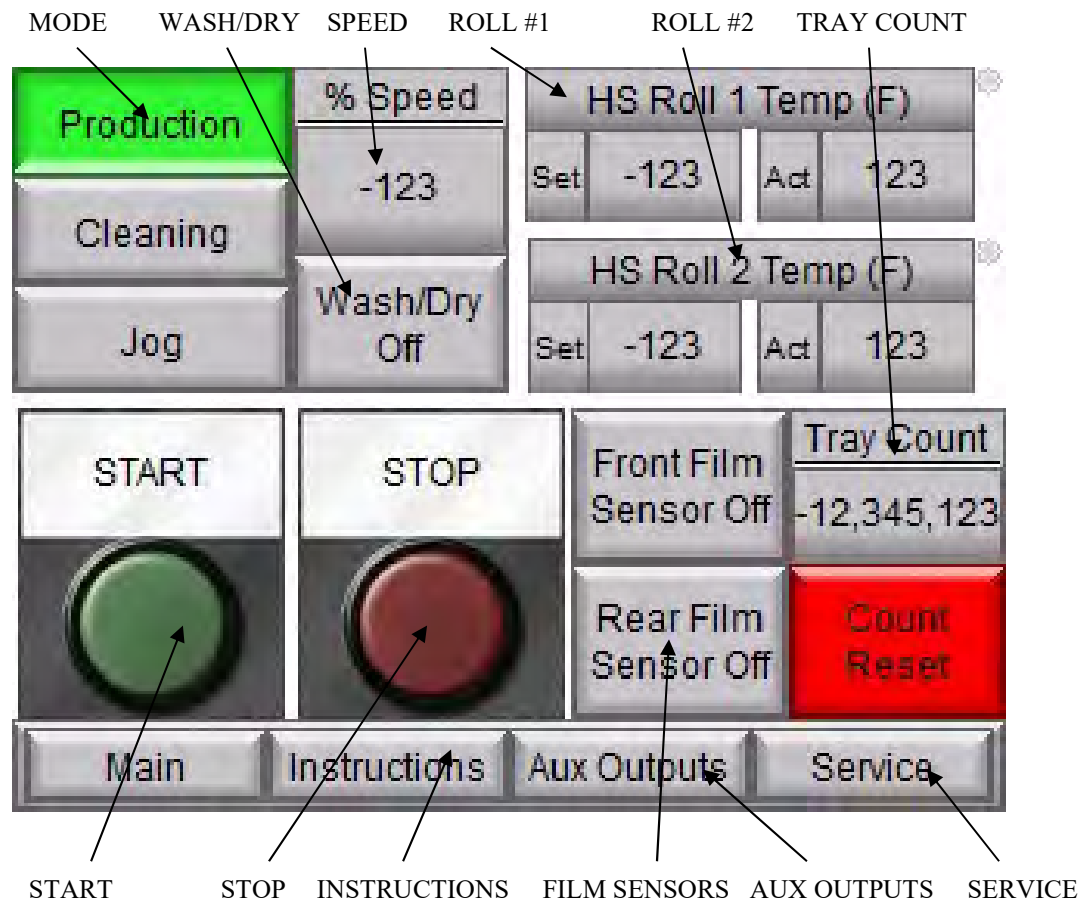 MODE WASH/DRY SPEED ROLL #1 ROLL #2 TRAY COUNT
Production
% Speed
HS Roll 1 Temp (F)
-123
Set -123 Act 123
Cleaning
HS Roll 2 Temp (F)
Wash/Dry
Off
Jog
Set -123 Act 123
START
STOP
Front Film
Sensor Off
Tray Count
-12,345,123
Rear Film
Sensor Off
Count
Reset
Main Instructions Aux Outputs Service
START STOP INSTRUCTIONS FILM SENSORS AUX OUTPUTS SERVICE